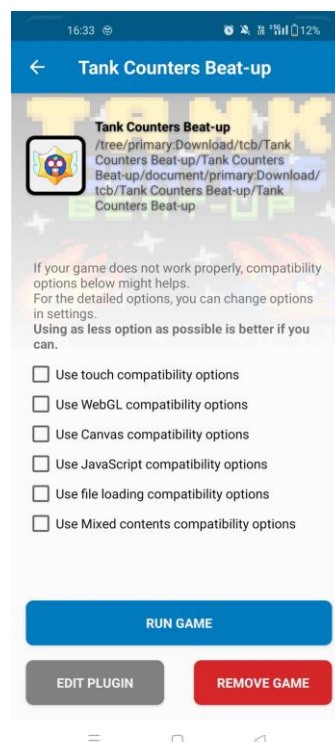 16:33
12%
Tank Counters Beat-up
TANK
Tank Counters Beat-up
/tree/primary:Download/tcb/Tank
Counters Beat-up/Tank Counters
Beat-up/document/primary:Download/
tcb/Tank Counters Beat-up/Tank
Counters Beat-up
BEAT-UP
If your game does not work properly, compatibility
options below might helps.
For the detailed options, you can change options
in settings.
Using as less option as possible is better if you
can.
Use touch compatibility options
Use WebGL compatibility options
Use Canvas compatibility options
Use JavaScript compatibility options
Use file loading compatibility options
Use Mixed contents compatibility options
RUN GAME
EDIT PLUGIN
REMOVE GAME